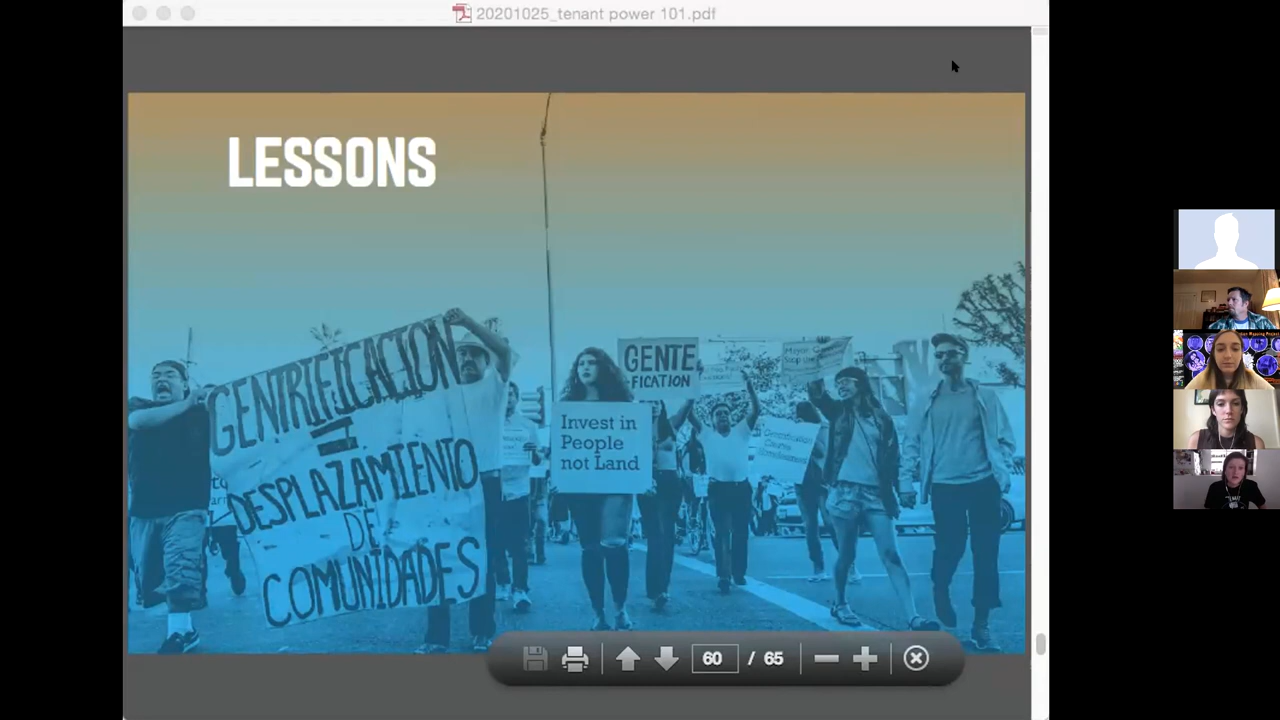 20201025_tenant power 101.pdf
LESSONS
GENTRIFICACION
=
DESPLAZAMIENTO
DE
COMUNIDADES
GENTE
FICATION
Invest in
People
not Land
60 / 65